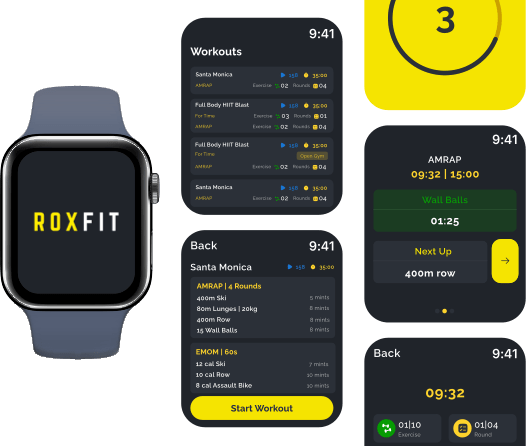 ROXFIT
9:41
Workouts
Santa Monica 198 35:00
AMRAP Exercise 02 Rounds 04
Full Body HIIT Blast 198 35:00
For Time Exercise 03 Rounds 01
AMRAP Exercise 02 Rounds 04
Full Body HIIT Blast 198 35:00
For Time Open Gym
AMRAP Exercise 02 Rounds 04
Santa Monica 198 35:00
AMRAP Exercise 02 Rounds 04
Back 9:41
Santa Monica 198 35:00
AMRAP | 4 Rounds
400m Ski 5 mints
80m Lunges | 20kg 8 mints
400m Row 8 mints
15 Wall Balls 8 mints
EMOM | 60s
12 cal Ski 7 mints
10 cal Row 10 mints
8 cal Assault Bike 10 mints
Start Workout
3
9:41
AMRAP
09:32 | 15:00
Wall Balls
01:25
Next Up
400m row
Back 9:41
09:32
01|10
Exercise
01|04
Round